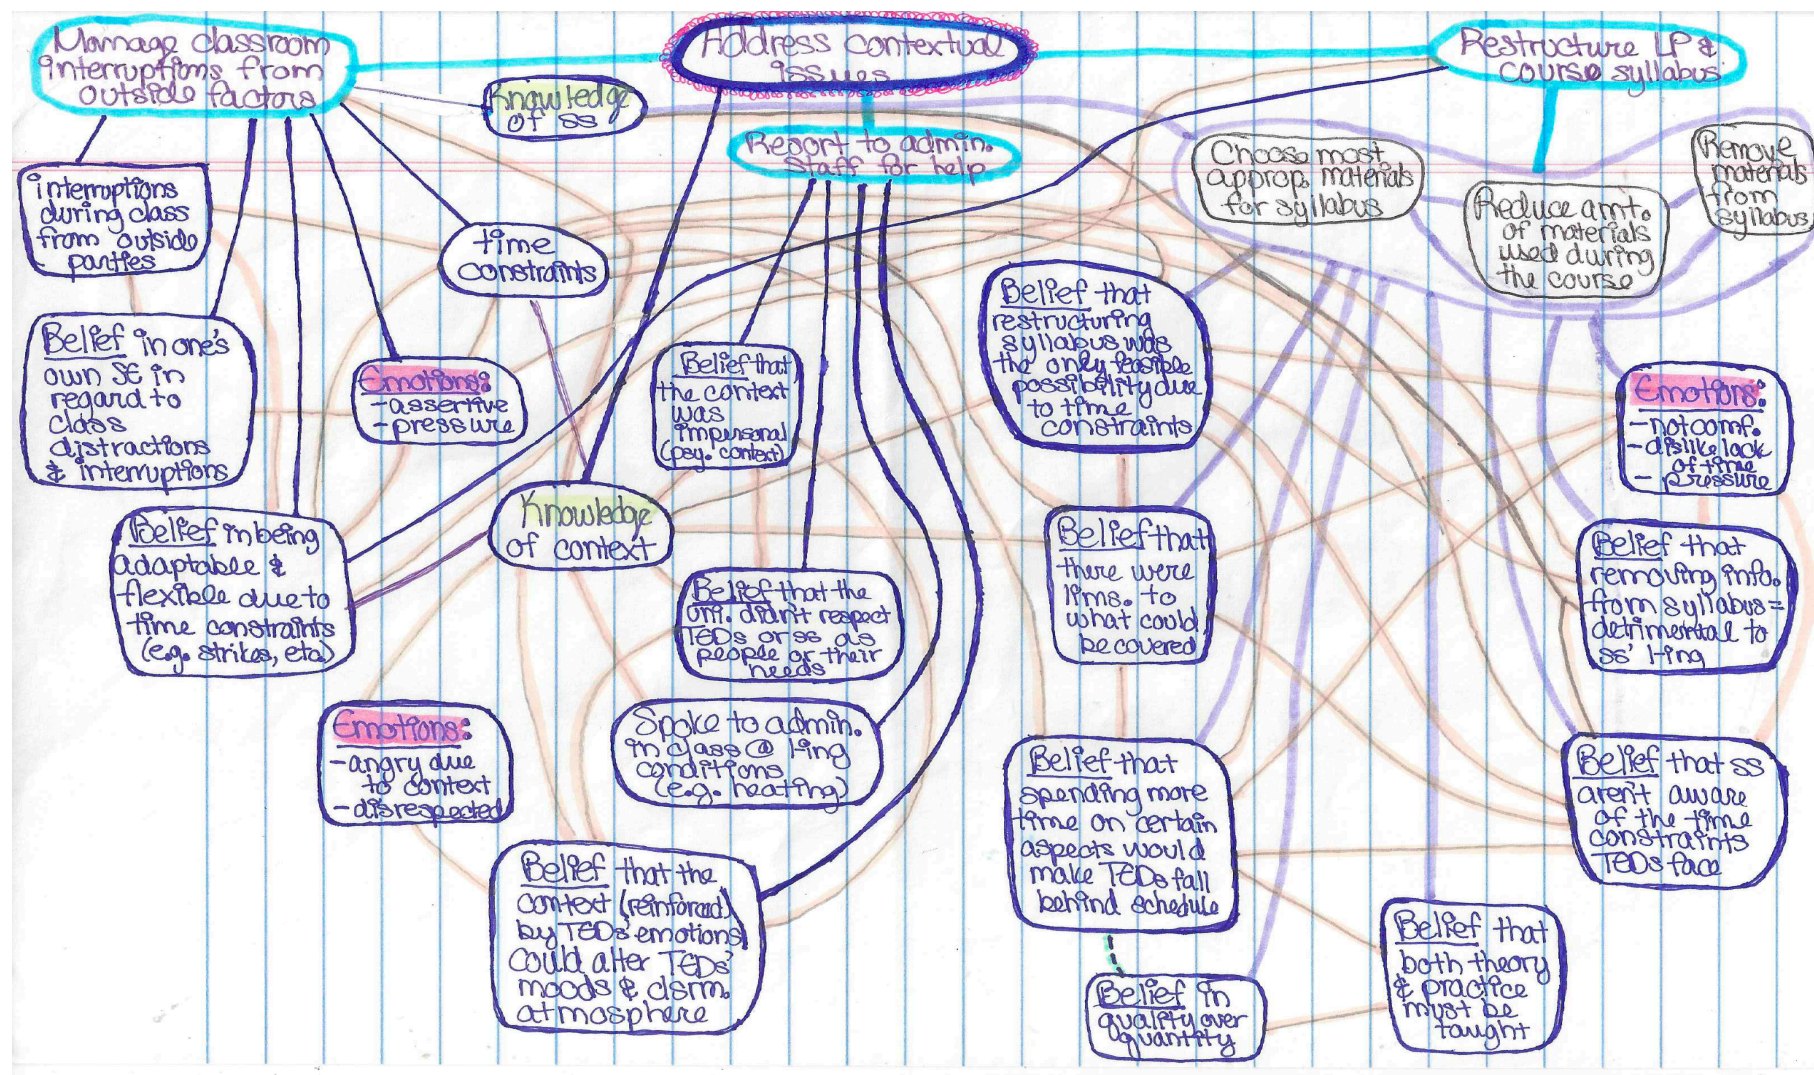 Manage classroom
interruptions from
outside factors
Address contextual
issues
Restructure LP &
course syllabus
Knowledge
of ss
Resort to admin.
staff for help
Choose most
approp. materials
for syllabus
Remove
materials
from
syllabus
Reduce amt.
of materials
used during
the course
interruptions
during class
from outside
parties
time
constraints
Belief that
restructuring
syllabus was
the only feasible
possibility due
to time
constraints
Belief in one's
own SE in
regard to
class
distractions
& interruptions
Emotions:
-assertive
-pressure
Belief that
the context
was
impersonal
(psy. context)
Emotions:
-not comf.
-dislike lack
of time
- pressure
Knowledge
of context
Belief in being
adaptable &
flexible due to
time constraints
(e.g. strikes, etc.)
Belief that
there were
lims. to
what could
be covered
Belief that
removing info.
from syllabus=
detrimental to
ss' l-ing
Belief that the
uni. didn't respect
TEDs or ss as
people or their
needs
Emotions:
-angry due
to context
-disrespected
Spoke to admin.
in class @ l-ing
conditions
(e.g. heating)
Belief that
spending more
time on certain
aspects would
make TEDs fall
behind schedule
Belief that ss
aren't aware
of the time
constraints
TEDs face
Belief that the
context (reinforced)
by TEDs' emotions
could alter TEDs'
moods & clsrm.
atmosphere
Belief in
quality over
quantity
Belief that
both theory
& practice
must be
taught